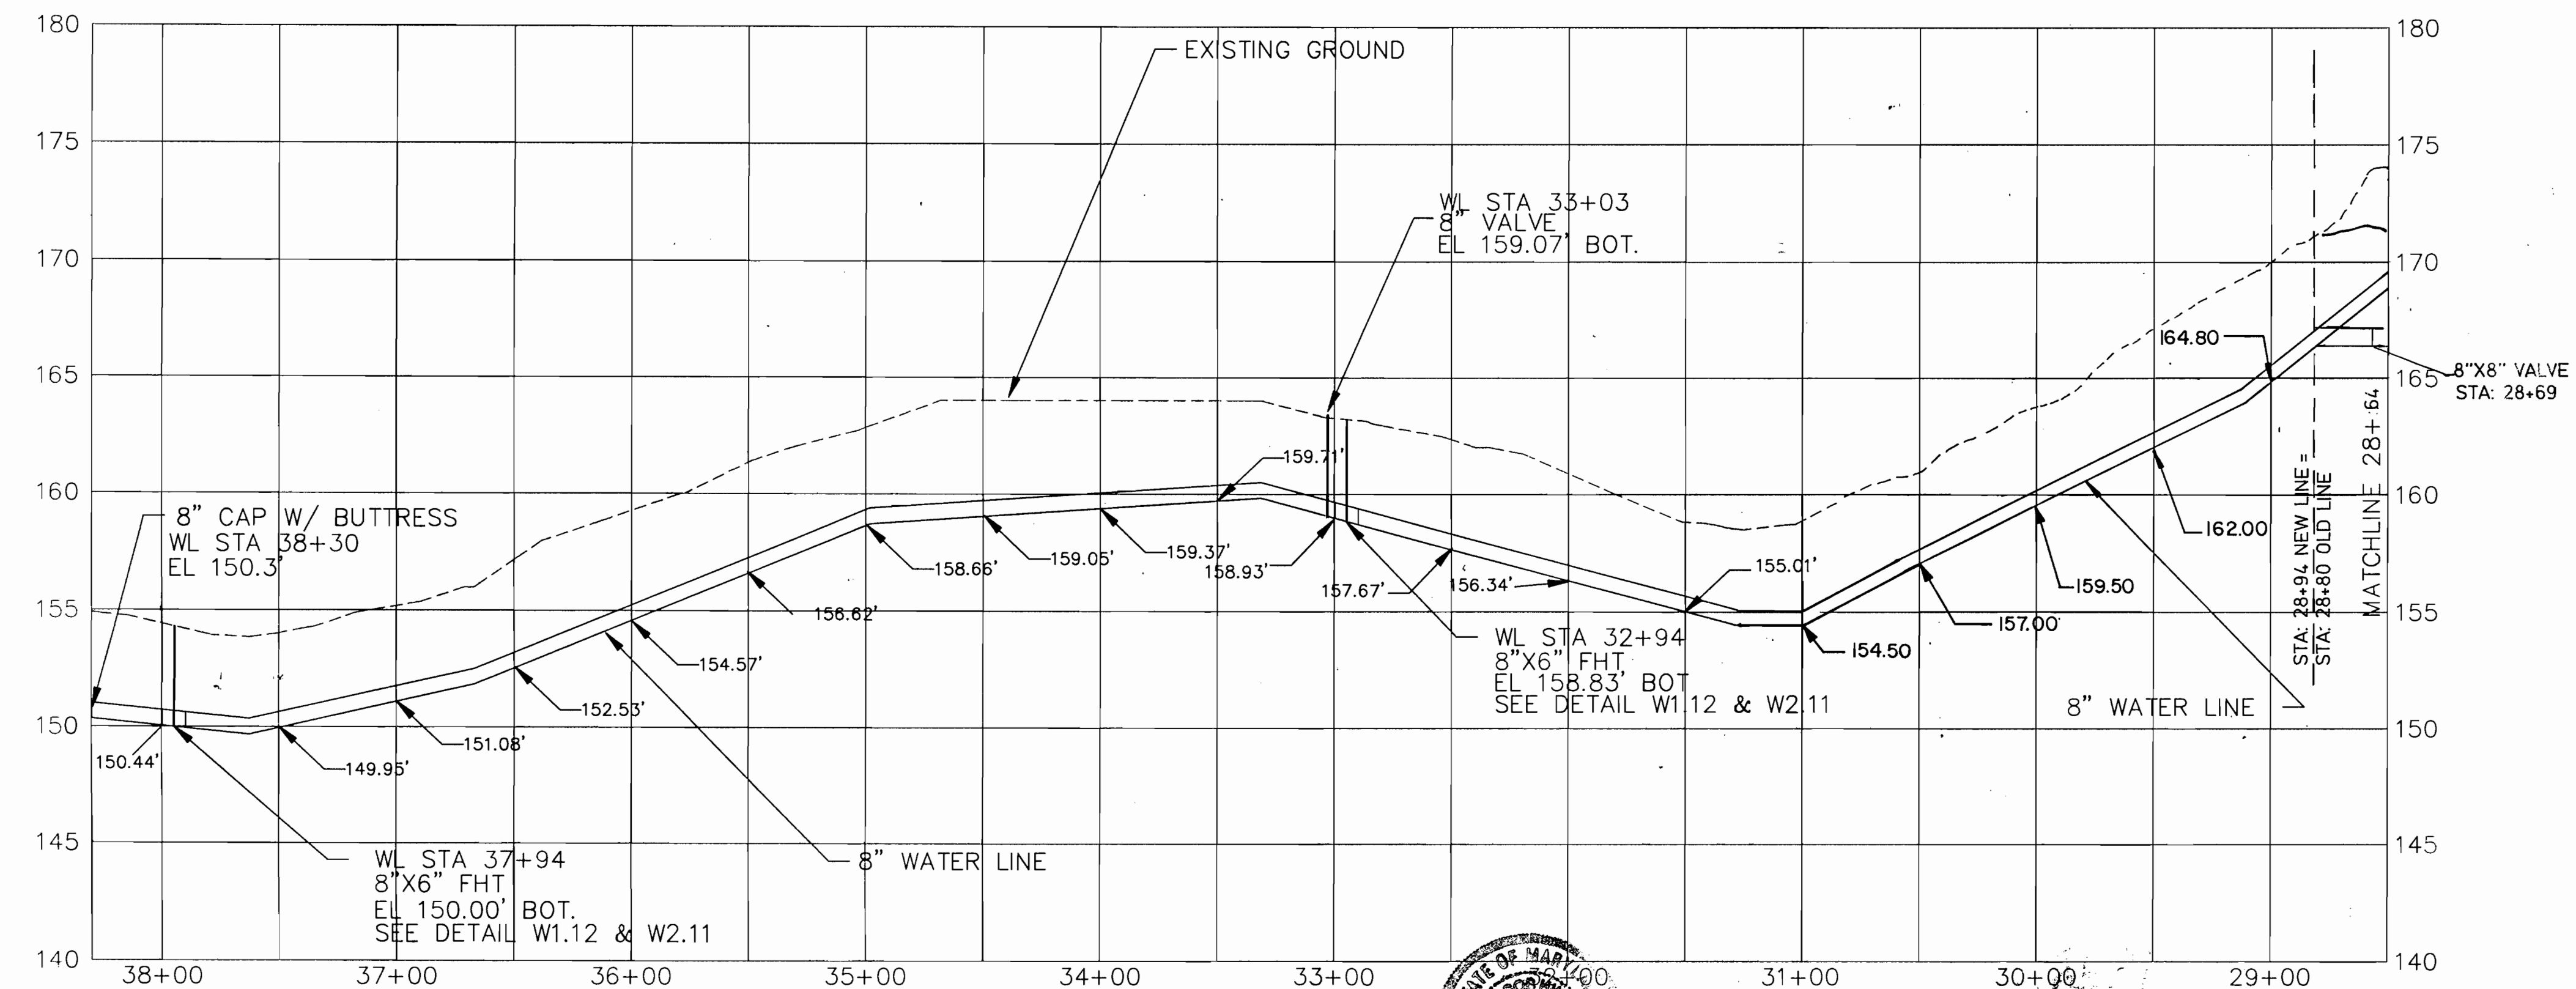 180
180
EXISTING GROUND
175
175
WL STA 33+03
8" VALVE
EL 159.07' BOT.
170
170
164.80
165
165
8"X8" VALVE
STA: 28+69
MATCHLINE 28+64
STA: 28+94 NEW LINE =
STA: 28+80 OLD LINE
159.71'
160
160
8" CAP W/ BUTTRESS
WL STA 38+30
EL 150.3'
158.66'
159.05'
159.37'
158.93'
157.67'
156.34'
155.01'
162.00
159.50
157.00
154.50
155
155
156.62'
154.57'
152.53'
WL STA 32+94
8"X6" FHT
EL 158.83' BOT
SEE DETAIL W1.12 & W2.11
8" WATER LINE
150
150
150.44'
149.95'
151.08'
145
145
WL STA 37+94
8"X6" FHT
EL 150.00' BOT.
SEE DETAIL W1.12 & W2.11
8" WATER LINE
140
140
38+00 37+00 36+00 35+00 34+00 33+00 32+00 31+00 30+00 29+00